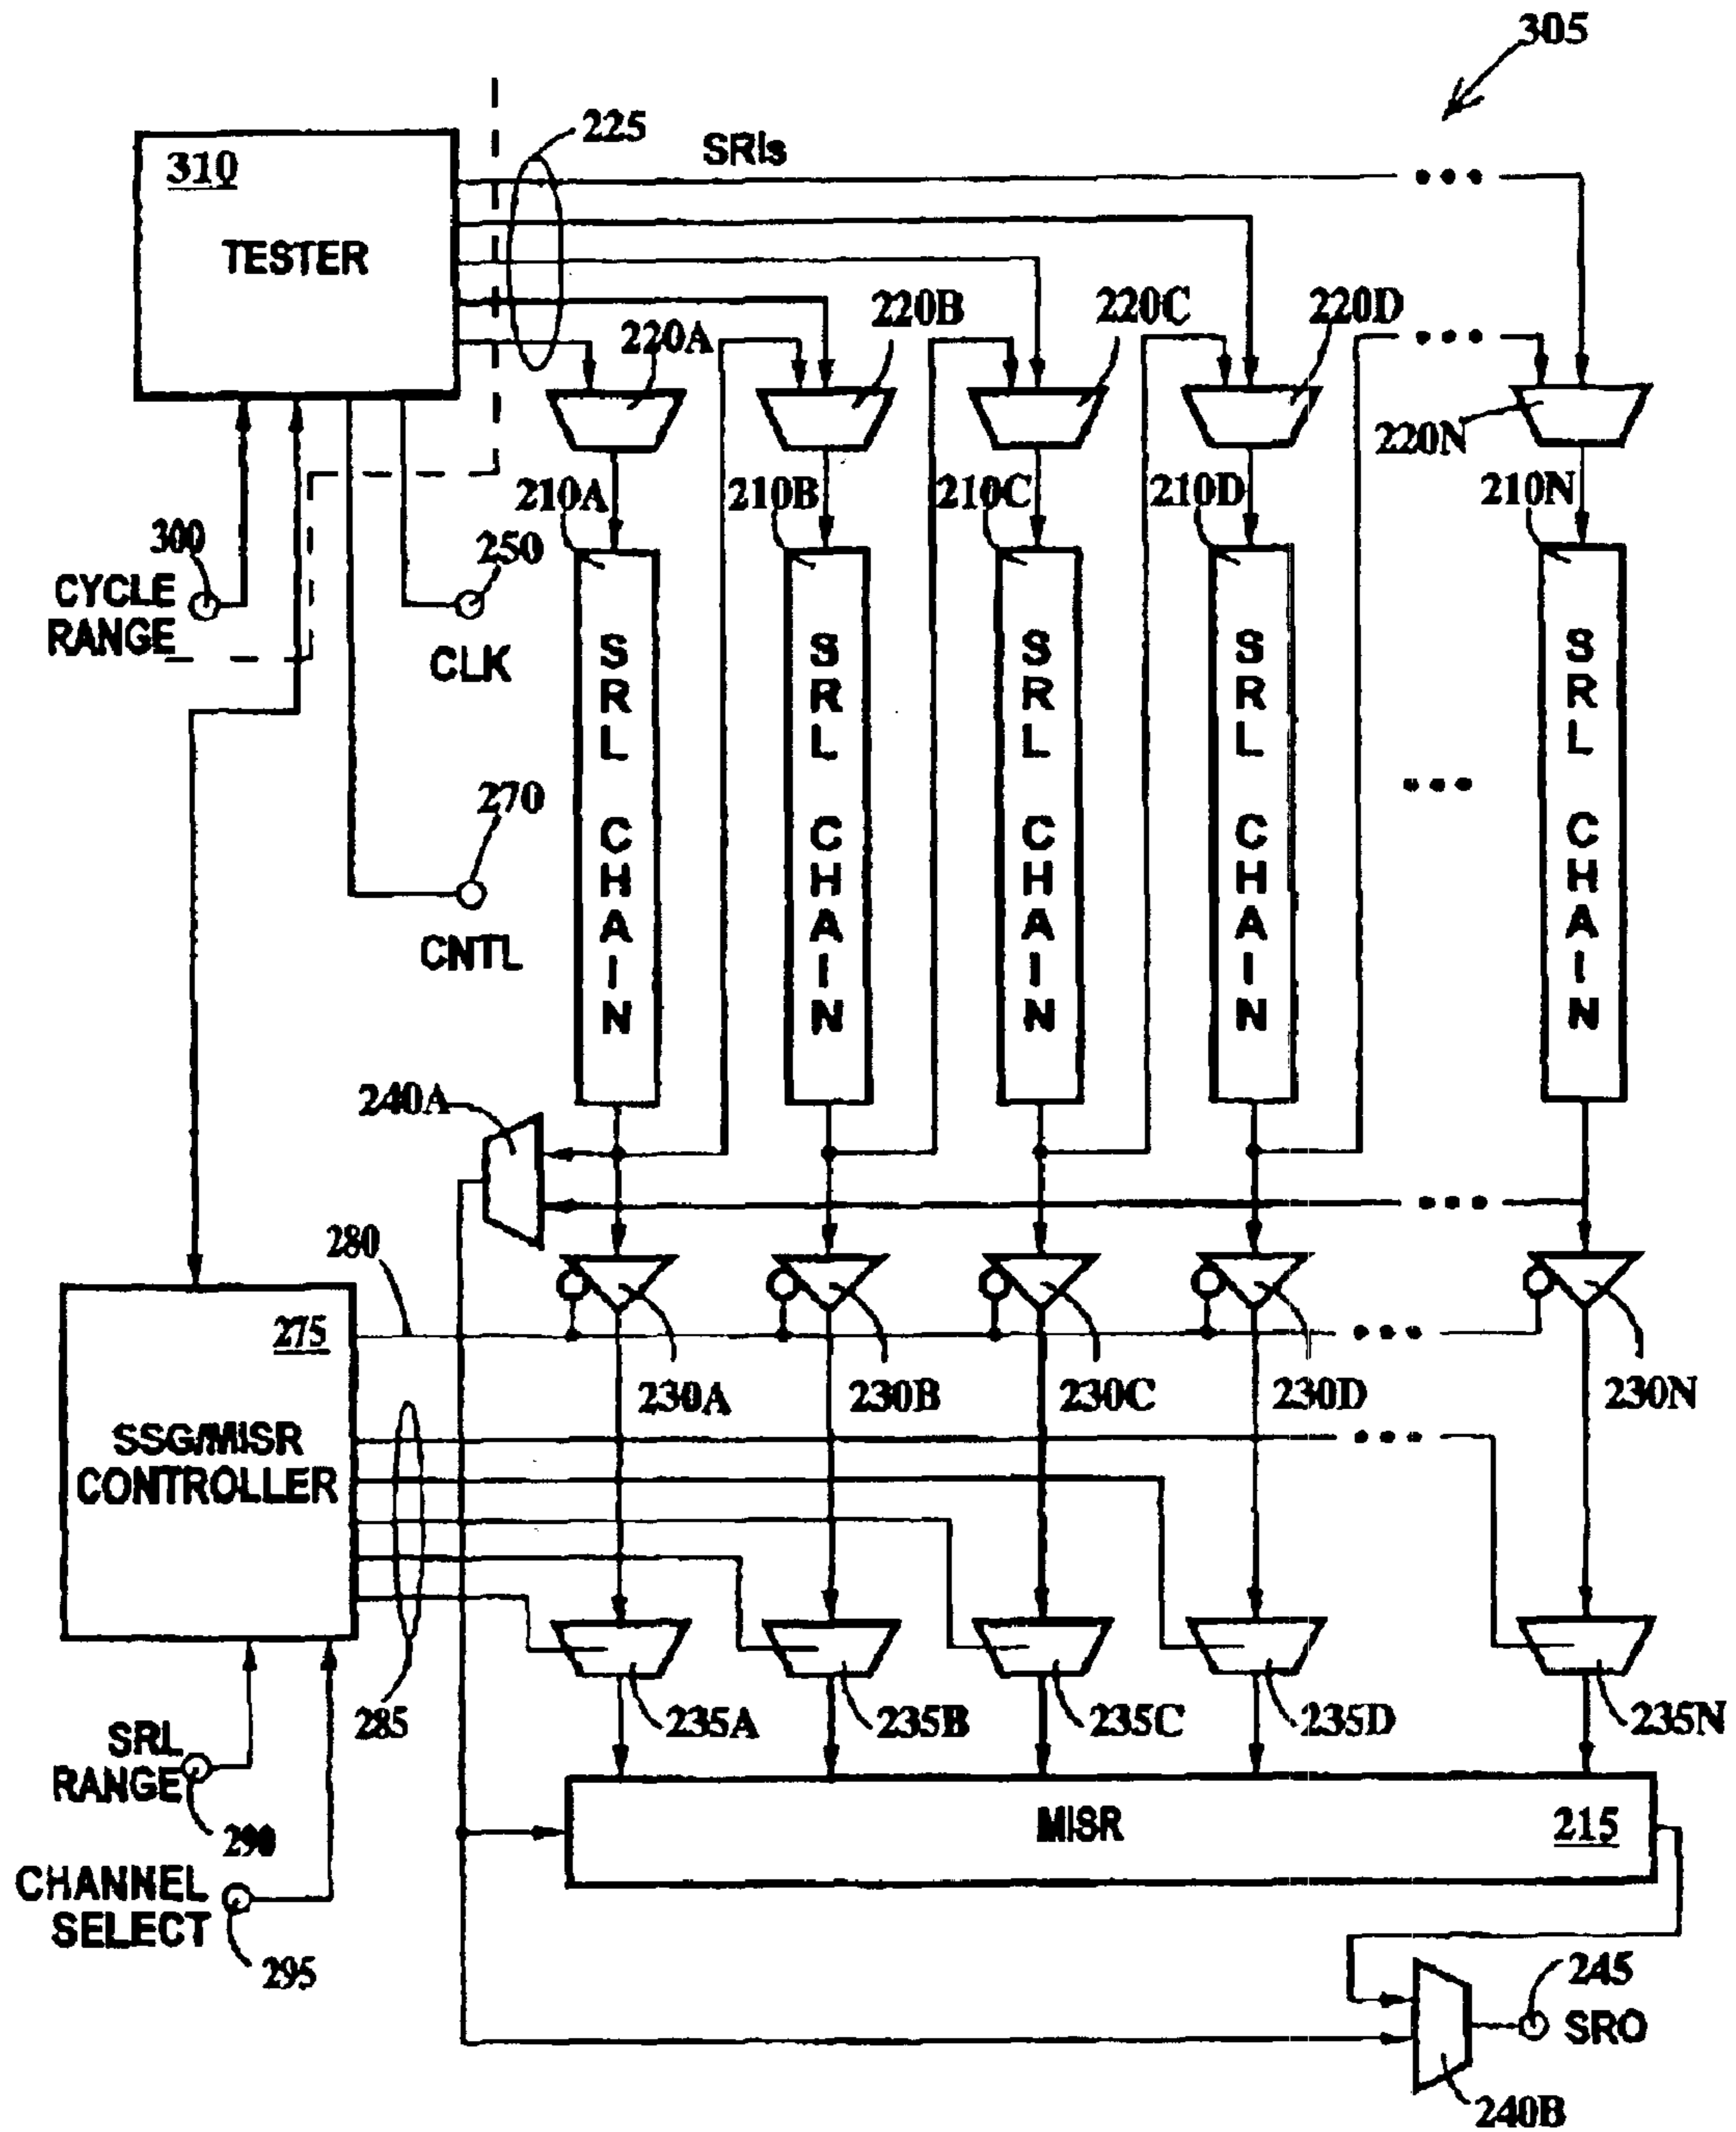 305
310
TESTER
225
SRIs
220A
220B
220C
220D
220N
210A
210B
210C
210D
210N
300
CYCLE
RANGE
250
CLK
270
CNTL
SRL CHAIN
SRL CHAIN
SRL CHAIN
SRL CHAIN
SRL CHAIN
240A
280
275
SSG/MISR
CONTROLLER
230A
230B
230C
230D
230N
285
235A
235B
235C
235D
235N
SRL
RANGE
290
CHANNEL
SELECT
295
MISR
215
245
SRO
240B